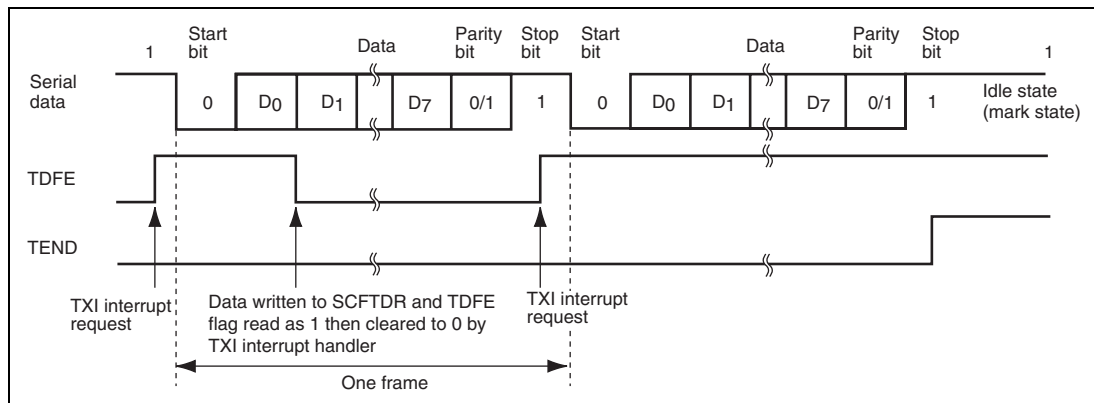 1 Start bit Data Parity bit Stop bit Start bit Data Parity bit Stop bit 1
Serial data 0 D0 D1 D7 0/1 1 0 D0 D1 D7 0/1 1 Idle state (mark state)
TDFE
TEND
TXI interrupt request
Data written to SCFTDR and TDFE
flag read as 1 then cleared to 0 by
TXI interrupt handler
TXI interrupt request
One frame